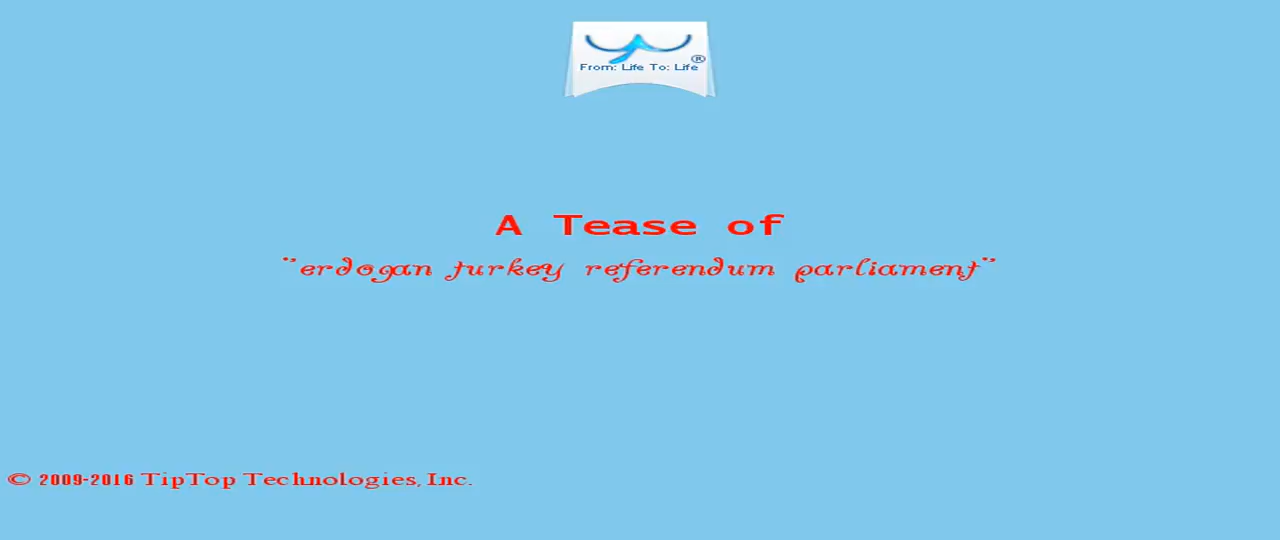 From: Life To: Life®
A Tease of
"erdogan turkey referendum parliament"
© 2009-2016 TipTop Technologies, Inc.